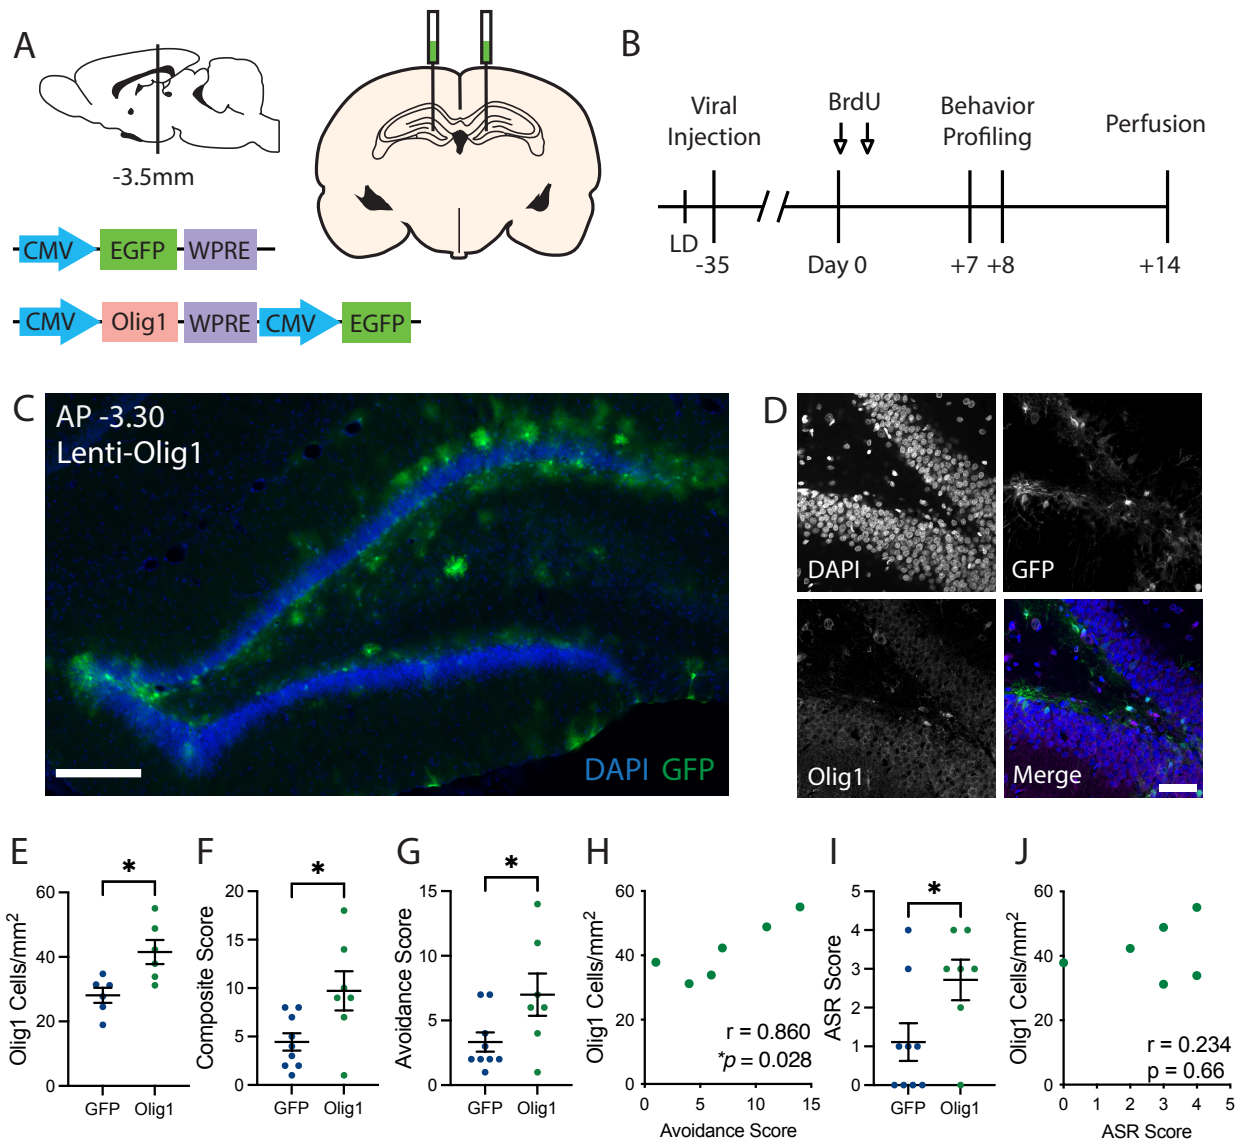 A
-3.5mm
CMV EGFP WPRE
CMV Olig1 WPRE CMV EGFP
B
Viral
Injection
BrdU
Behavior
Profiling
Perfusion
LD
-35
Day 0
+7 +8
+14
C
AP -3.30
Lenti-Olig1
DAPI GFP
D
DAPI
GFP
Olig1
Merge
E
*
Olig1 Cells/mm²
60
40
20
0
GFP Olig1
F
*
Composite Score
20
15
10
5
0
GFP Olig1
G
*
Avoidance Score
15
10
5
0
GFP Olig1
H
Olig1 Cells/mm²
60
40
20
0
r = 0.860
*p = 0.028
0 5 10 15
Avoidance Score
I
*
ASR Score
5
4
3
2
1
0
GFP Olig1
J
Olig1 Cells/mm²
60
40
20
0
r = 0.234
p = 0.66
0 1 2 3 4 5
ASR Score